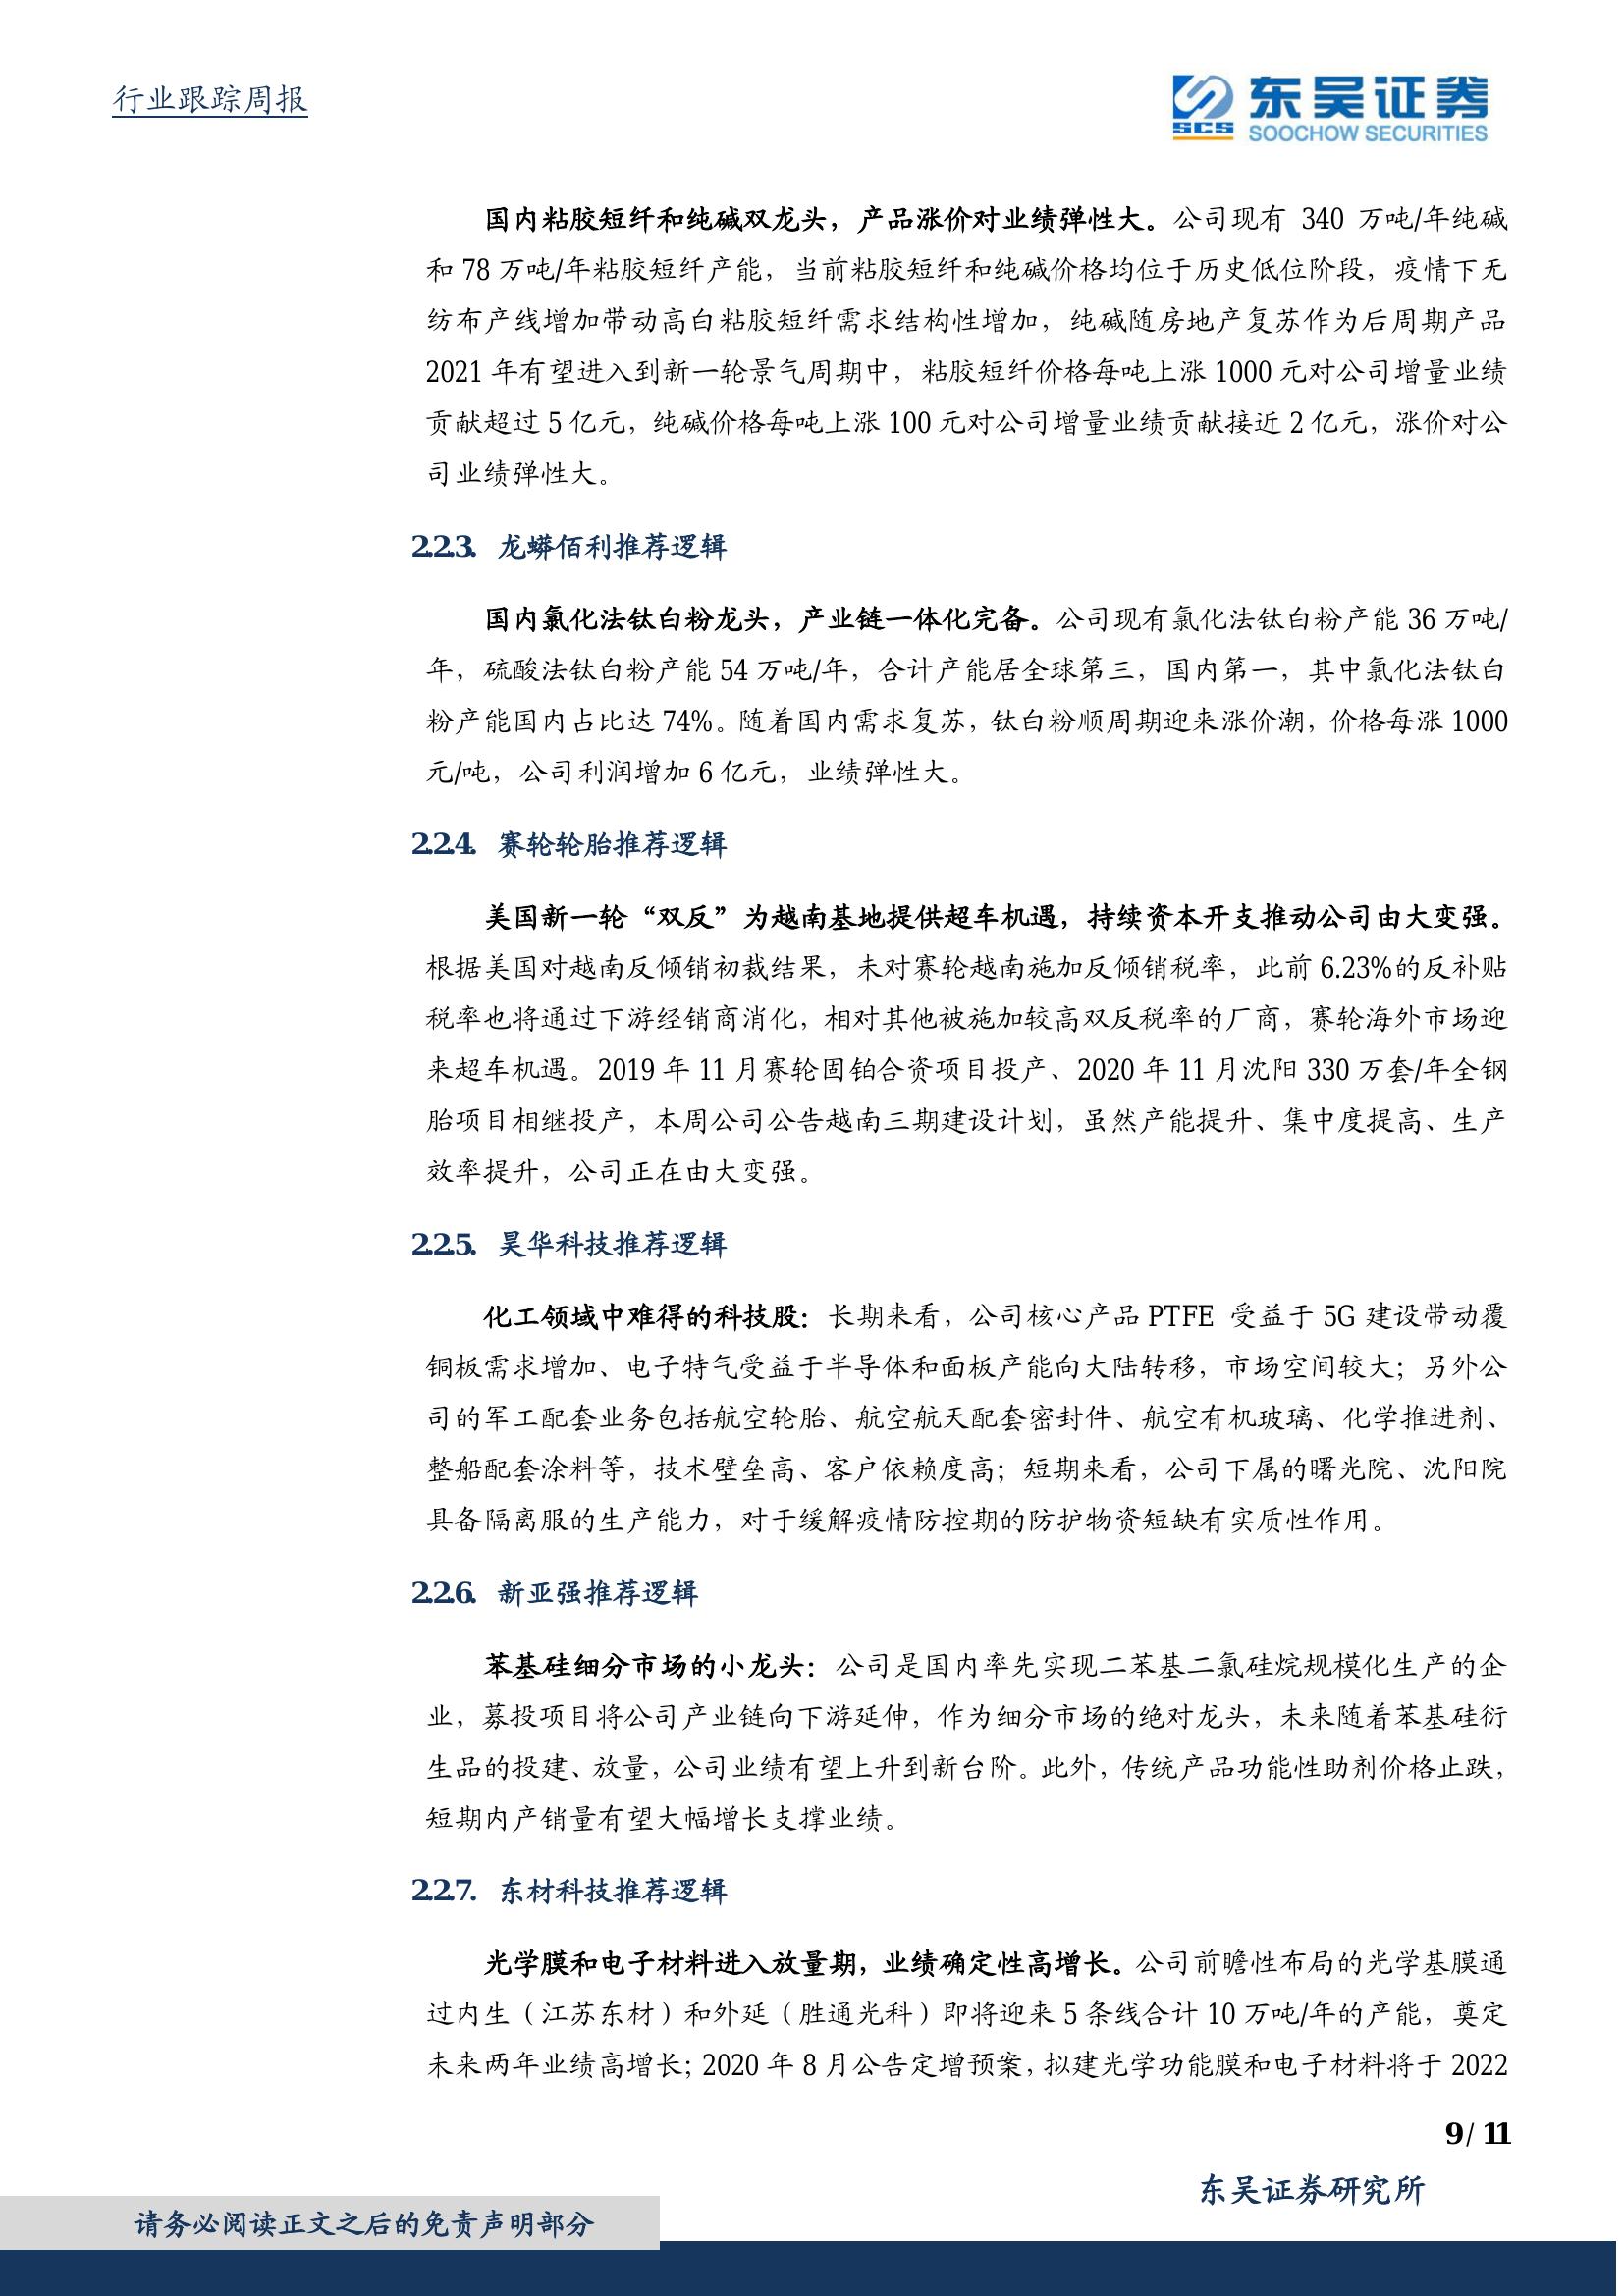 行业跟踪周报
SCS
东吴证券
SOOCHOW SECURITIES
国内粘胶短纤和纯碱双龙头，产品涨价对业绩弹性大。公司现有 340 万吨/年纯碱
和 78 万吨/年粘胶短纤产能，当前粘胶短纤和纯碱价格均位于历史低位阶段，疫情下无
纺布产线增加带动高白粘胶短纤需求结构性增加，纯碱随房地产复苏作为后周期产品
2021 年有望进入到新一轮景气周期中，粘胶短纤价格每吨上涨 1000 元对公司增量业绩
贡献超过 5 亿元，纯碱价格每吨上涨 100 元对公司增量业绩贡献接近 2 亿元，涨价对公
司业绩弹性大。
2.2.3. 龙蟒佰利推荐逻辑
国内氯化法钛白粉龙头，产业链一体化完备。公司现有氯化法钛白粉产能 36 万吨/
年，硫酸法钛白粉产能 54 万吨/年，合计产能居全球第三，国内第一，其中氯化法钛白
粉产能国内占比达 74%。随着国内需求复苏，钛白粉顺周期迎来涨价潮，价格每涨 1000
元/吨，公司利润增加 6 亿元，业绩弹性大。
2.2.4. 赛轮轮胎推荐逻辑
美国新一轮“双反”为越南基地提供超车机遇，持续资本开支推动公司由大变强。
根据美国对越南反倾销初裁结果，未对赛轮越南施加反倾销税率，此前 6.23%的反补贴
税率也将通过下游经销商消化，相对其他被施加较高双反税率的厂商，赛轮海外市场迎
来超车机遇。2019 年 11 月赛轮固铂合资项目投产、2020 年 11 月沈阳 330 万套/年全钢
胎项目相继投产，本周公司公告越南三期建设计划，虽然产能提升、集中度提高、生产
效率提升，公司正在由大变强。
2.2.5. 昊华科技推荐逻辑
化工领域中难得的科技股：长期来看，公司核心产品 PTFE 受益于 5G 建设带动覆
铜板需求增加、电子特气受益于半导体和面板产能向大陆转移，市场空间较大；另外公
司的军工配套业务包括航空轮胎、航空航天配套密封件、航空有机玻璃、化学推进剂、
整船配套涂料等，技术壁垒高、客户依赖度高；短期来看，公司下属的曙光院、沈阳院
具备隔离服的生产能力，对于缓解疫情防控期的防护物资短缺有实质性作用。
2.2.6. 新亚强推荐逻辑
苯基硅细分市场的小龙头：公司是国内率先实现二苯基二氯硅烷规模化生产的企
业，募投项目将公司产业链向下游延伸，作为细分市场的绝对龙头，未来随着苯基硅衍
生品的投建、放量，公司业绩有望上升到新台阶。此外，传统产品功能性助剂价格止跌，
短期内产销量有望大幅增长支撑业绩。
2.2.7. 东材科技推荐逻辑
光学膜和电子材料进入放量期，业绩确定性高增长。公司前瞻性布局的光学基膜通
过内生（江苏东材）和外延（胜通光科）即将迎来 5 条线合计 10 万吨/年的产能，奠定
未来两年业绩高增长；2020 年 8 月公告定增预案，拟建光学功能膜和电子材料将于 2022
9 / 11
东吴证券研究所
请务必阅读正文之后的免责声明部分